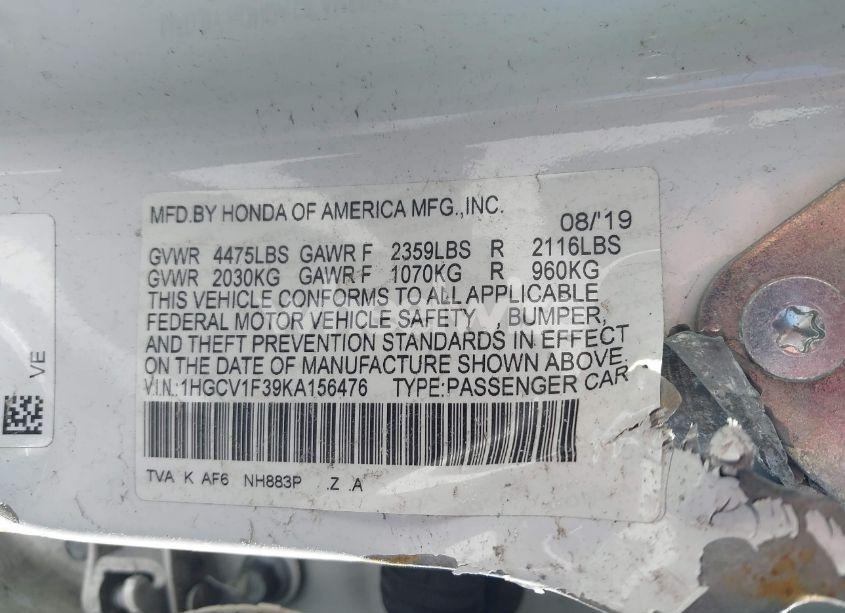 MFD.BY HONDA OF AMERICA MFG.,INC.
08/'19
GVWR 4475LBS GAWR F 2359LBS R 2116LBS
GVWR 2030KG GAWR F 1070KG R 960KG
THIS VEHICLE CONFORMS TO ALL APPLICABLE
FEDERAL MOTOR VEHICLE SAFETY , BUMPER,
AND THEFT PREVENTION STANDARDS IN EFFECT
ON THE DATE OF MANUFACTURE SHOWN ABOVE.
V.I.N.:1HGCV1F39KA156476 TYPE:PASSENGER CAR
TVA K AF6 NH883P .Z .A
VE